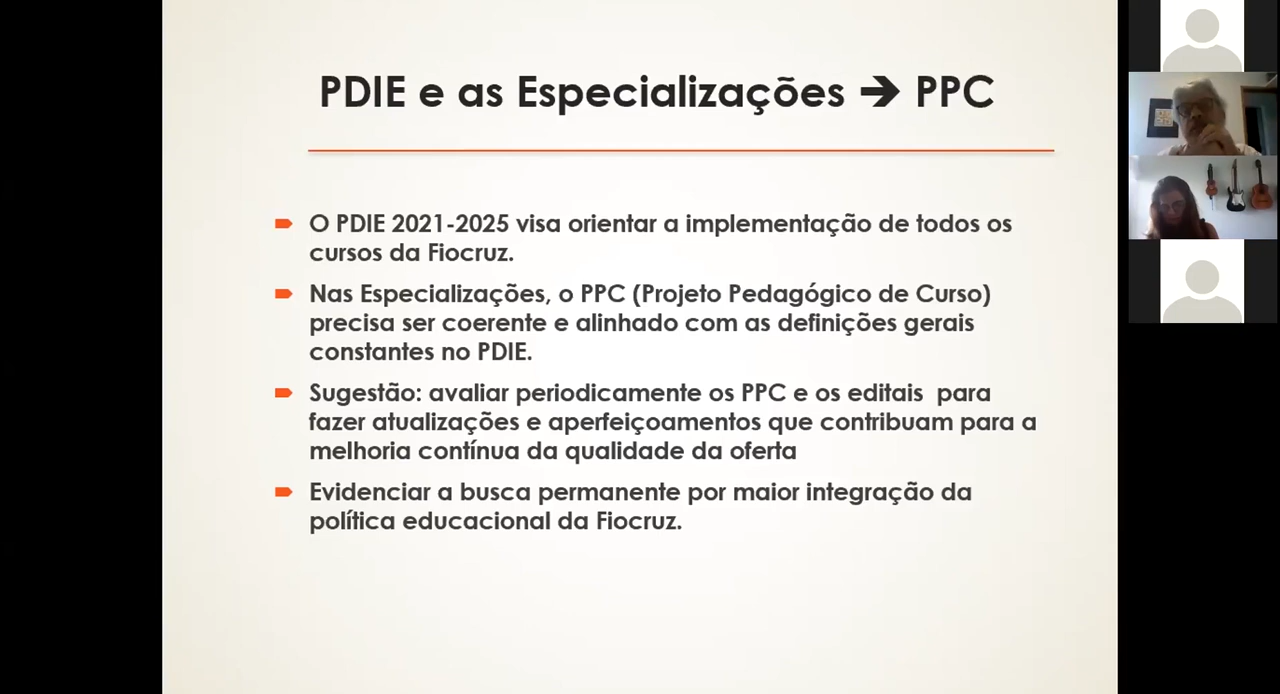 PDIE e as Especializações ➔ PPC
O PDIE 2021-2025 visa orientar a implementação de todos os
cursos da Fiocruz.
Nas Especializações, o PPC (Projeto Pedagógico de Curso)
precisa ser coerente e alinhado com as definições gerais
constantes no PDIE.
Sugestão: avaliar periodicamente os PPC e os editais  para
fazer atualizações e aperfeiçoamentos que contribuam para a
melhoria contínua da qualidade da oferta
Evidenciar a busca permanente por maior integração da
política educacional da Fiocruz.